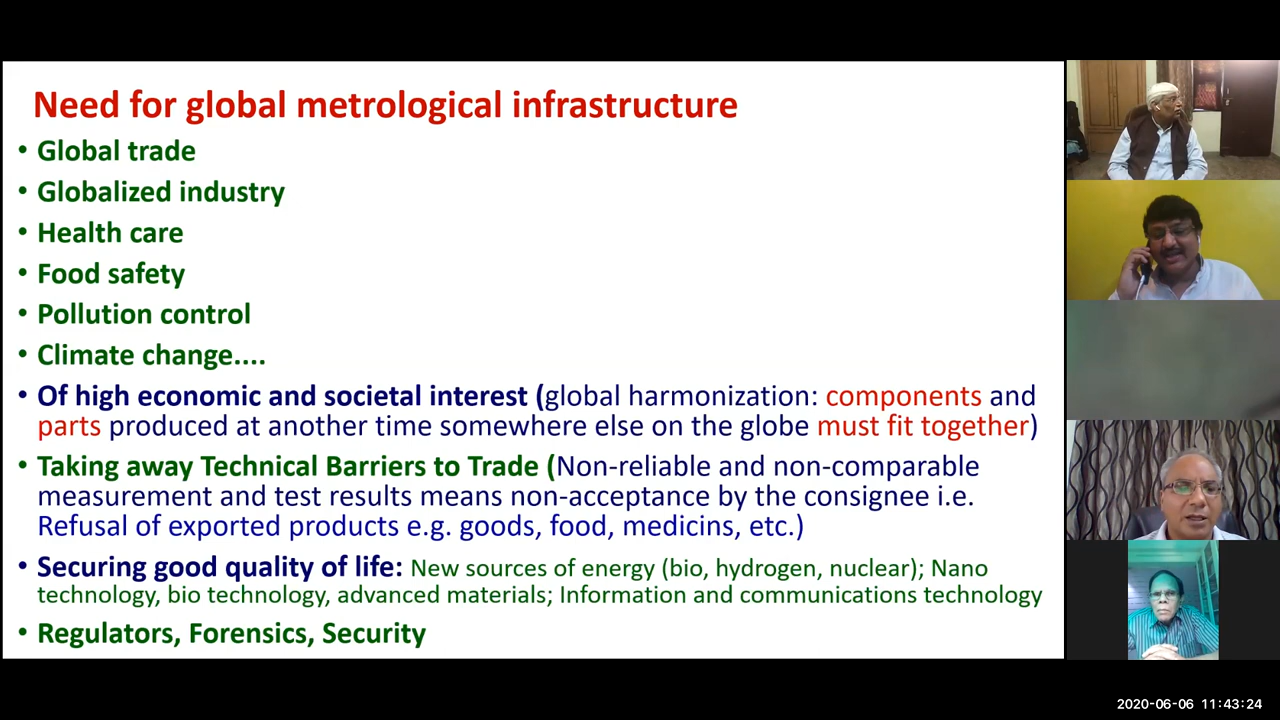 Need for global metrological infrastructure
• Global trade
• Globalized industry
• Health care
• Food safety
• Pollution control
• Climate change....
• Of high economic and societal interest (global harmonization: components and
parts produced at another time somewhere else on the globe must fit together)
• Taking away Technical Barriers to Trade (Non-reliable and non-comparable
measurement and test results means non-acceptance by the consignee i.e.
Refusal of exported products e.g. goods, food, medicins, etc.)
• Securing good quality of life: New sources of energy (bio, hydrogen, nuclear); Nano
technology, bio technology, advanced materials; Information and communications technology
• Regulators, Forensics, Security
2020-06-06 11:43:24